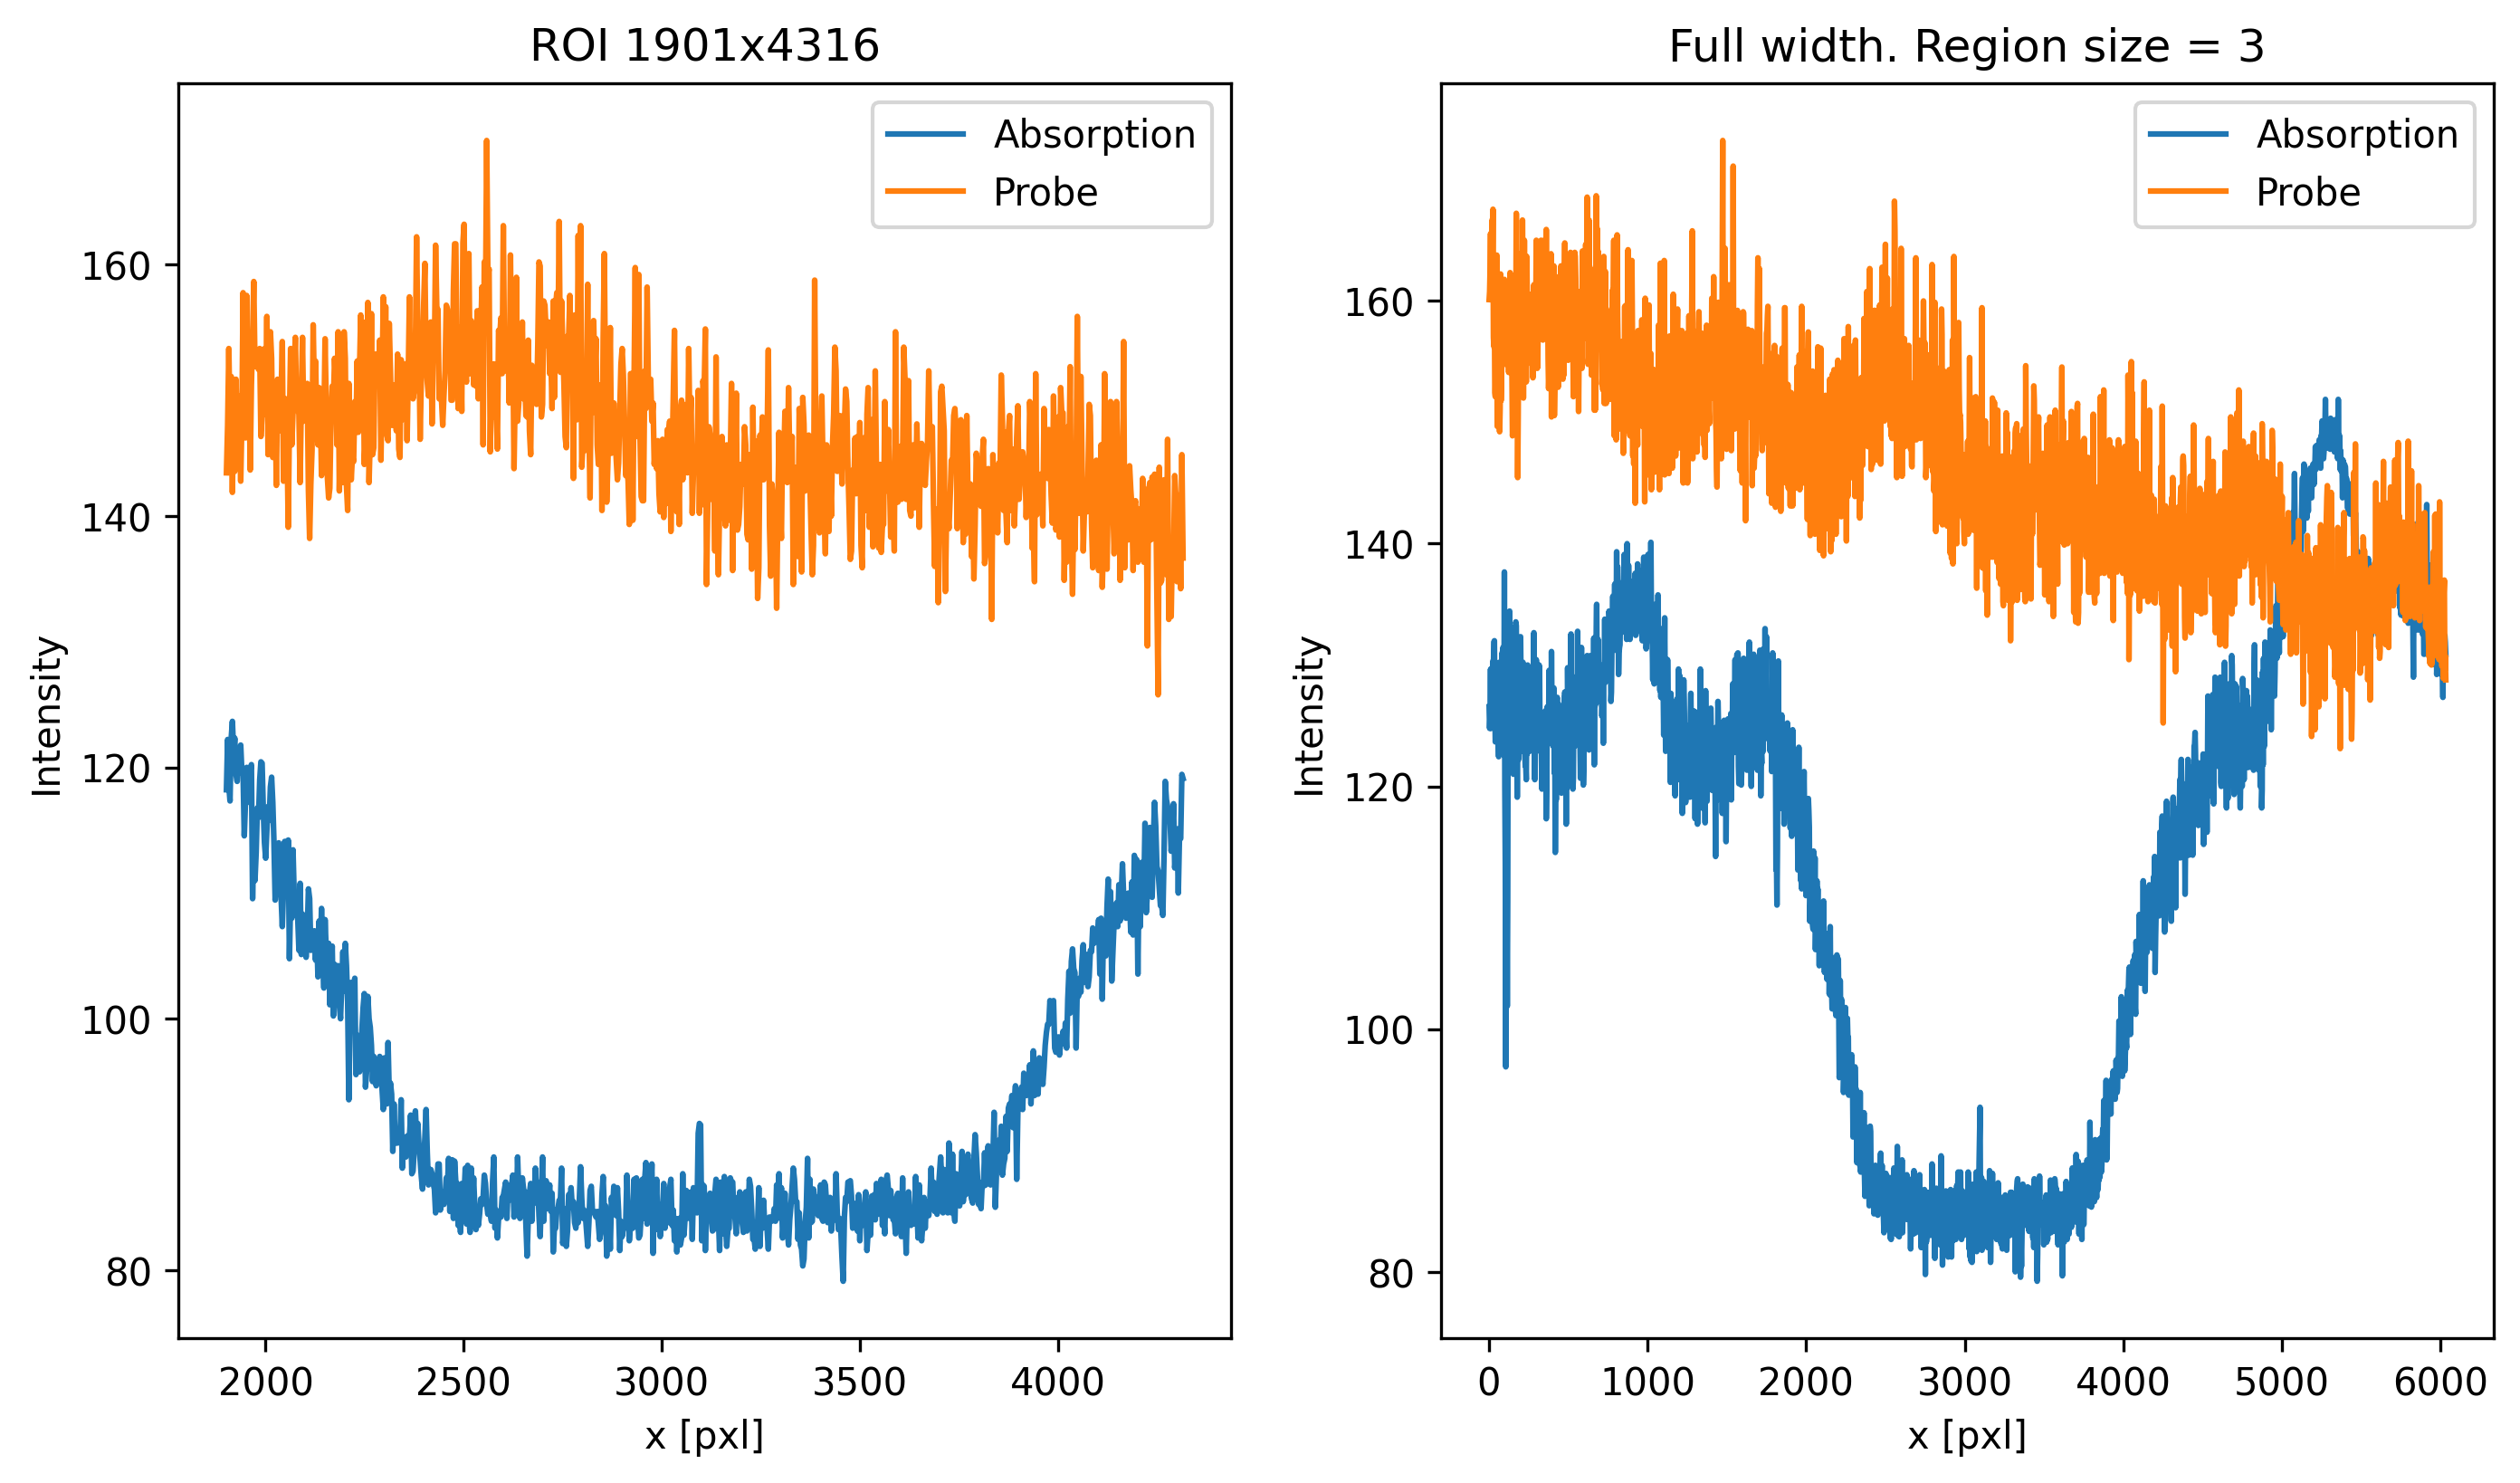 ROI 1901x4316
Absorption
Probe
Intensity
160
140
120
100
80
2000 2500 3000 3500 4000
x [pxl]
Full width. Region size = 3
Absorption
Probe
Intensity
160
140
120
100
80
0 1000 2000 3000 4000 5000 6000
x [pxl]